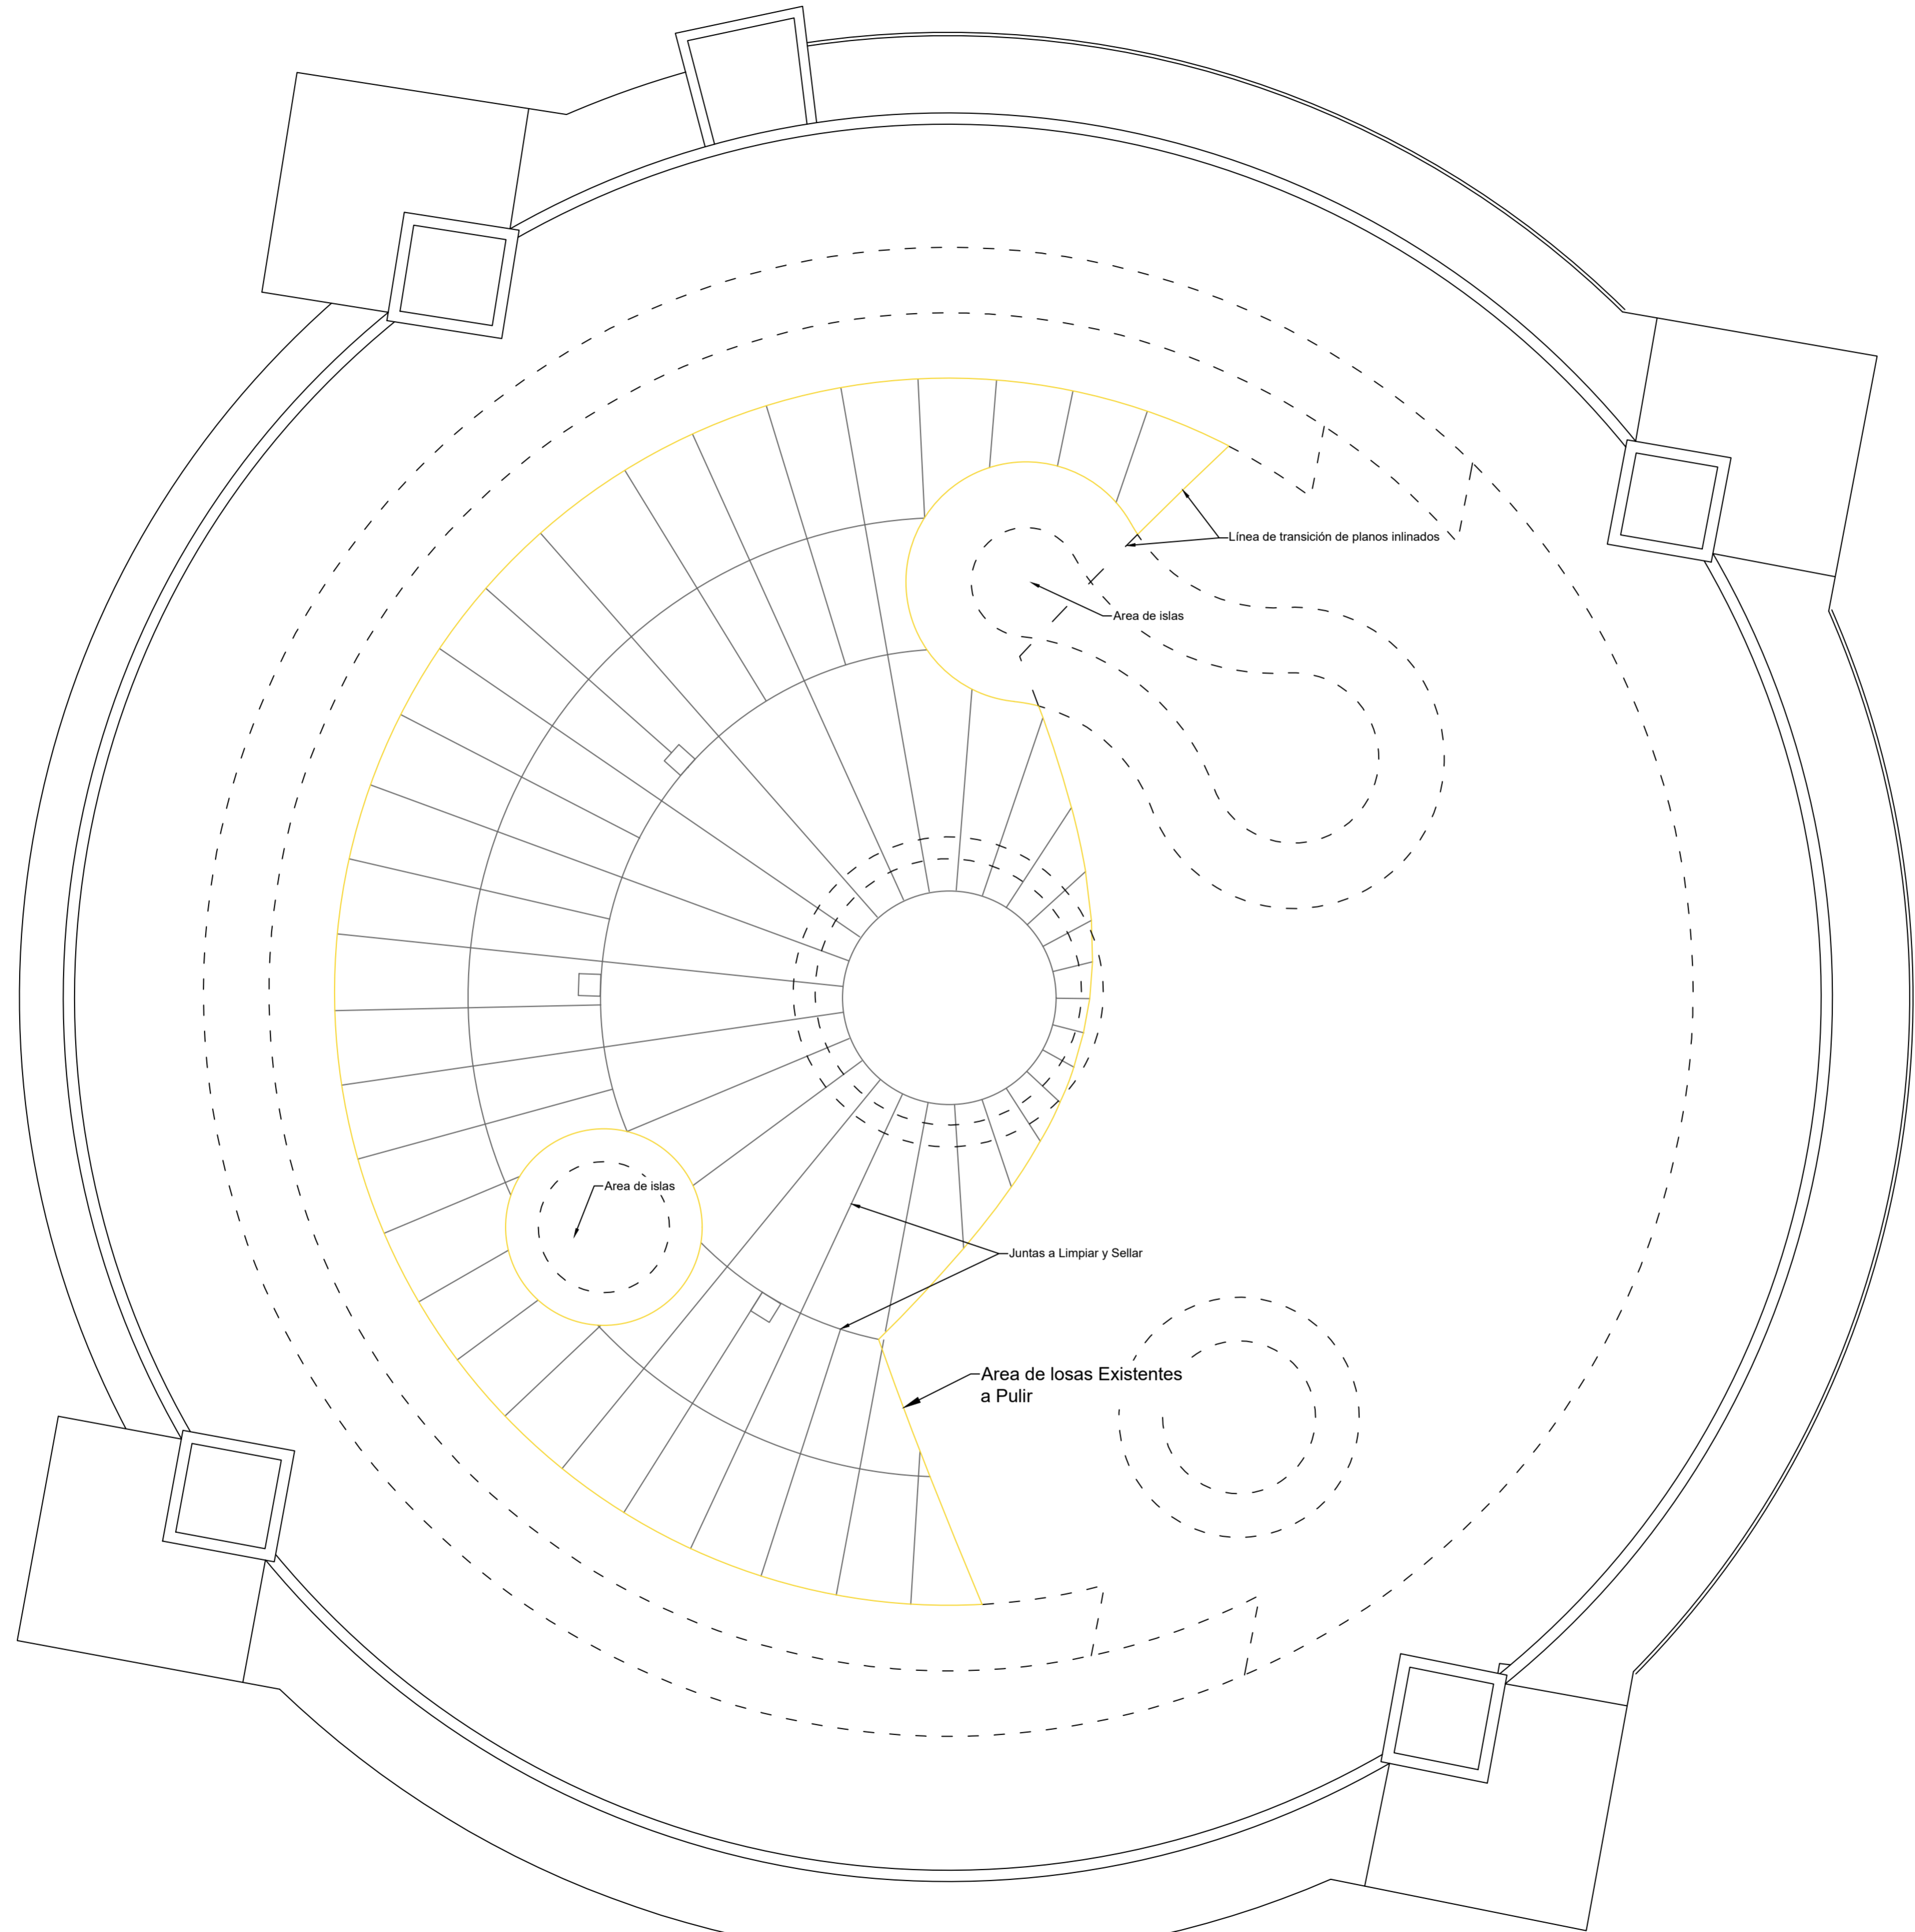 Línea de transición de planos inlinados
Area de islas
Area de islas
Juntas a Limpiar y Sellar
Area de losas Existentes
a Pulir